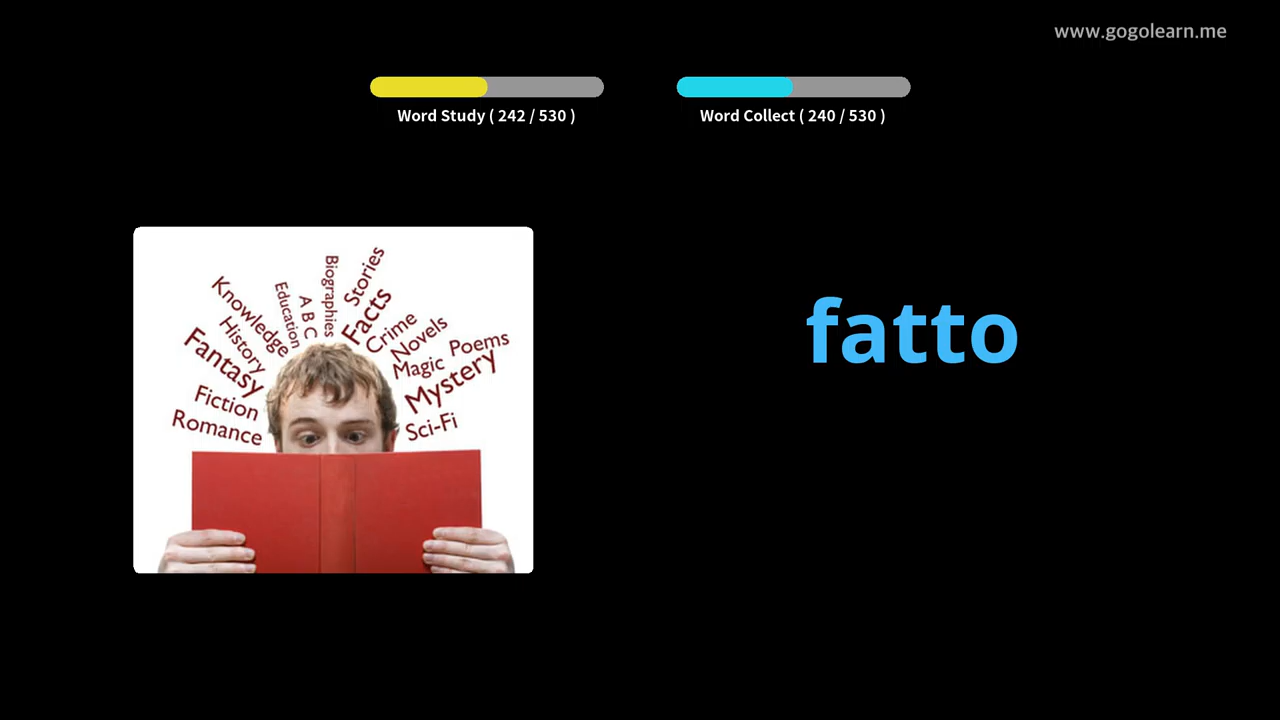 www.gogolearn.me
Word Study ( 242 / 530 )
Word Collect ( 240 / 530 )
fatto
Romance
Fiction
Fantasy
History
Knowledge
Education
A B C
Biographies
Stories
Facts
Crime
Novels
Magic
Poems
Mystery
Sci-Fi